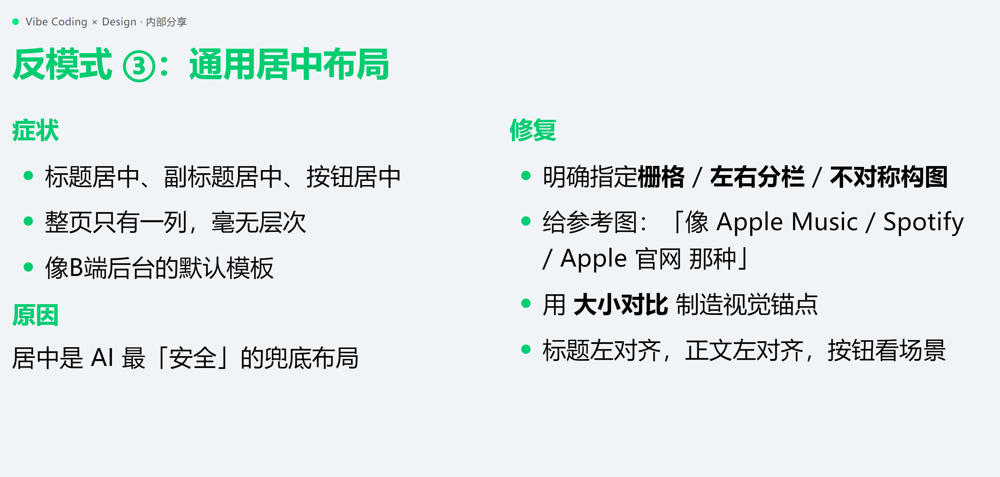 Vibe Coding × Design · 内部分享
反模式 ③：通用居中布局
症状
标题居中、副标题居中、按钮居中
整页只有一列，毫无层次
像B端后台的默认模板
原因
居中是 AI 最「安全」的兜底布局
修复
明确指定栅格 / 左右分栏 / 不对称构图
给参考图：「像 Apple Music / Spotify
/ Apple 官网 那种」
用 大小对比 制造视觉锚点
标题左对齐，正文左对齐，按钮看场景